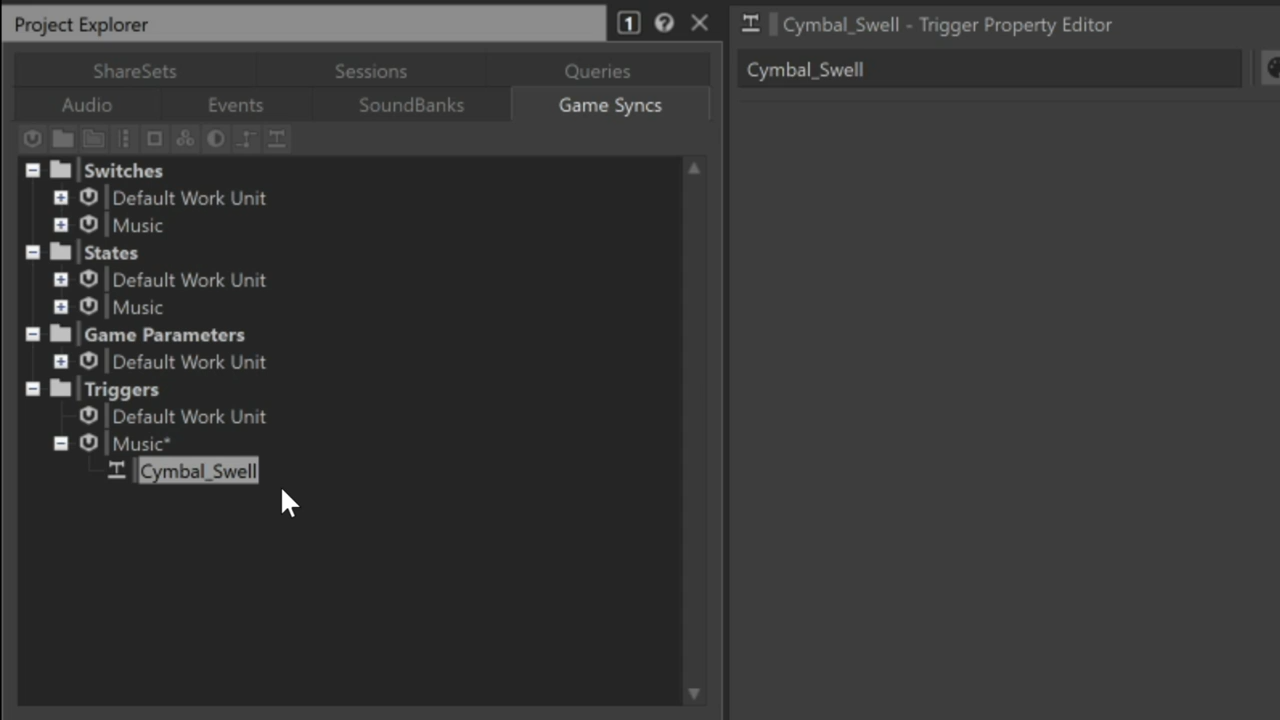 Project Explorer
1
Cymbal_Swell - Trigger Property Editor
ShareSets Sessions Queries
Cymbal_Swell
Audio Events SoundBanks Game Syncs
Switches
Default Work Unit
Music
States
Default Work Unit
Music
Game Parameters
Default Work Unit
Triggers
Default Work Unit
Music*
Cymbal_Swell